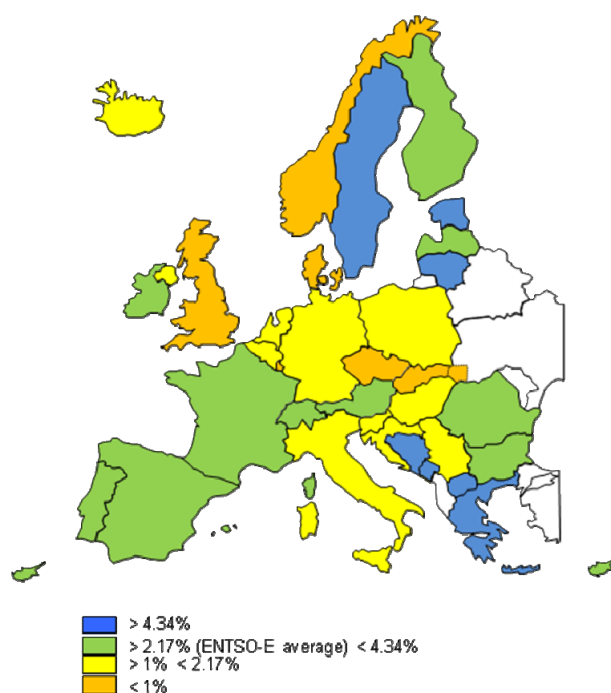 > 4.34%
> 2.17% (ENTSO-E average) < 4.34%
> 1% < 2.17%
< 1%